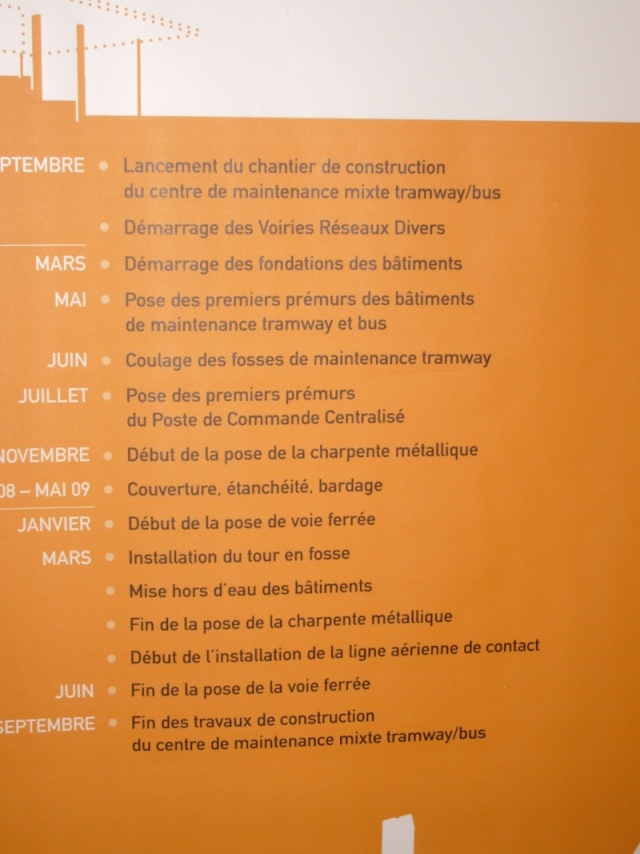 PTEMBRE • Lancement du chantier de construction
du centre de maintenance mixte tramway/bus
• Démarrage des Voiries Réseaux Divers
MARS • Démarrage des fondations des bâtiments
MAI • Pose des premiers prémurs des bâtiments
de maintenance tramway et bus
JUIN • Coulage des fosses de maintenance tramway
JUILLET • Pose des premiers prémurs
du Poste de Commande Centralisé
NOVEMBRE • Début de la pose de la charpente métallique
08 – MAI 09 • Couverture, étanchéité, bardage
JANVIER • Début de la pose de voie ferrée
MARS • Installation du tour en fosse
• Mise hors d'eau des bâtiments
• Fin de la pose de la charpente métallique
• Début de l'installation de la ligne aérienne de contact
JUIN • Fin de la pose de la voie ferrée
SEPTEMBRE • Fin des travaux de construction
du centre de maintenance mixte tramway/bus